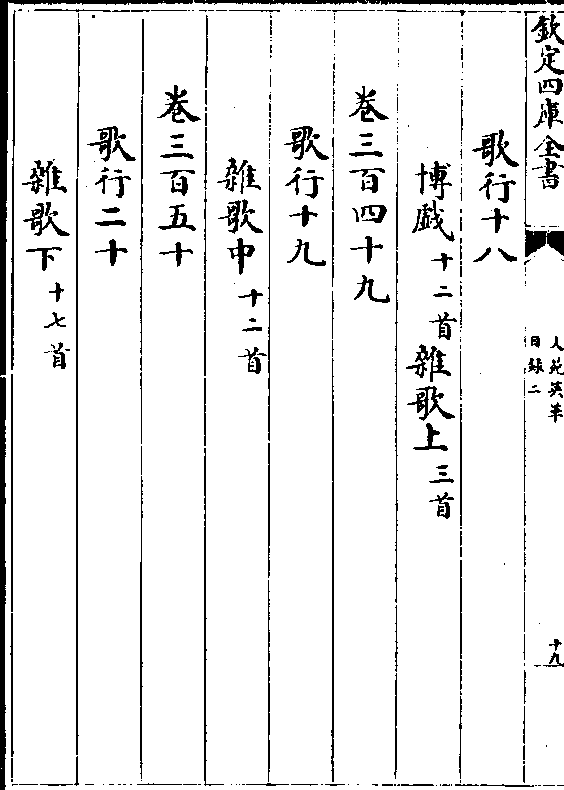 欽定四庫全書
文苑英華
目録二
十九
歌行十八
博戯十二首雜歌上三首
卷三百四十九
歌行十九
雜歌中十二首
卷三百五十
歌行二十
雜歌下十七首